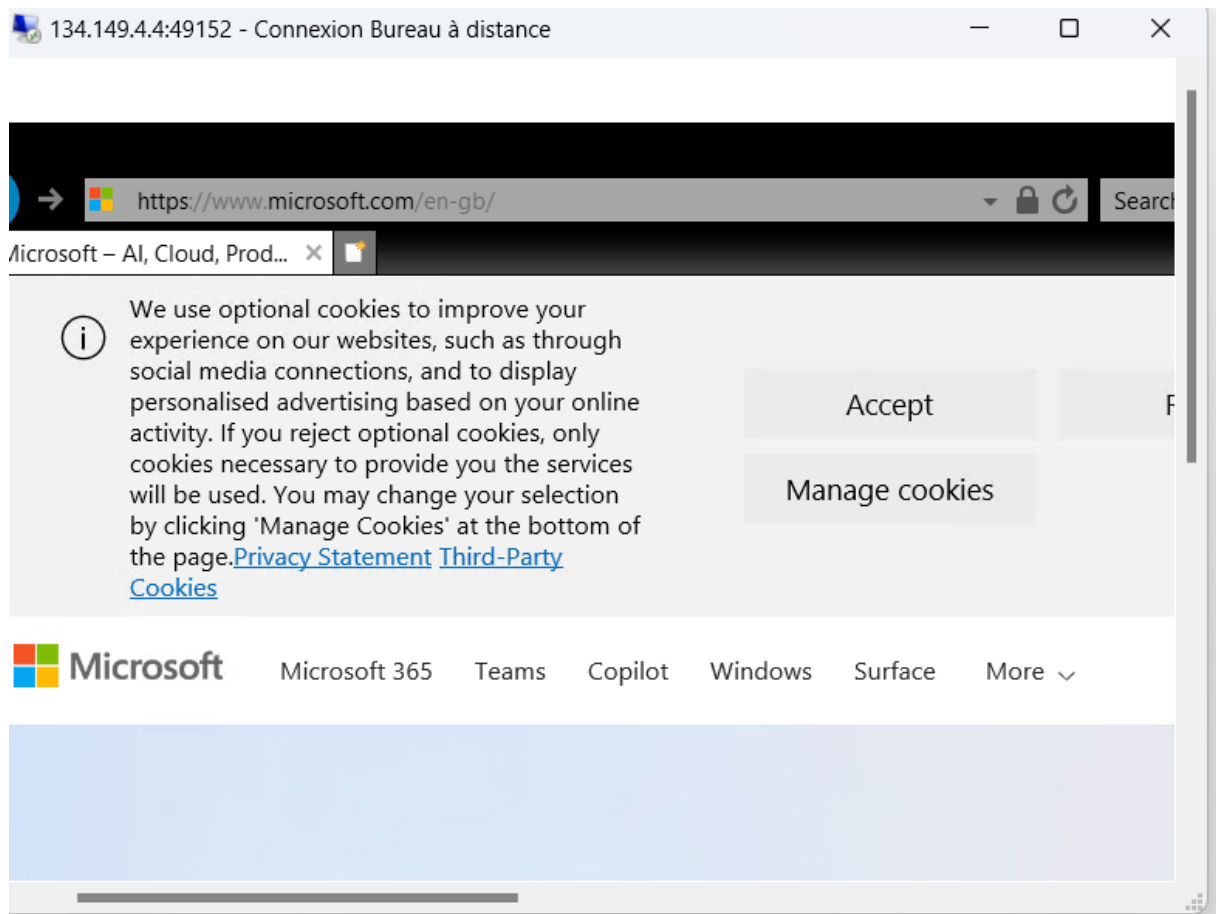 134.149.4.4:49152 - Connexion Bureau à distance
https://www.microsoft.com/en-gb/
Search
Microsoft – AI, Cloud, Prod...
We use optional cookies to improve your
experience on our websites, such as through
social media connections, and to display
personalised advertising based on your online
activity. If you reject optional cookies, only
cookies necessary to provide you the services
will be used. You may change your selection
by clicking 'Manage Cookies' at the bottom of
the page.Privacy Statement Third-Party
Cookies
Accept
Manage cookies
Microsoft Microsoft 365 Teams Copilot Windows Surface More